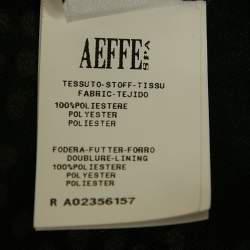 AEFFE SPA
TESSUTO-STOFF-TISSU
FABRIC-TEJIDO
100%POLIESTERE
POLYESTER
POLIESTER
FODERA-FUTTER-FORRO
DOUBLURE-LINING
100%POLIESTERE
POLYESTER
POLIESTER
R A02356157